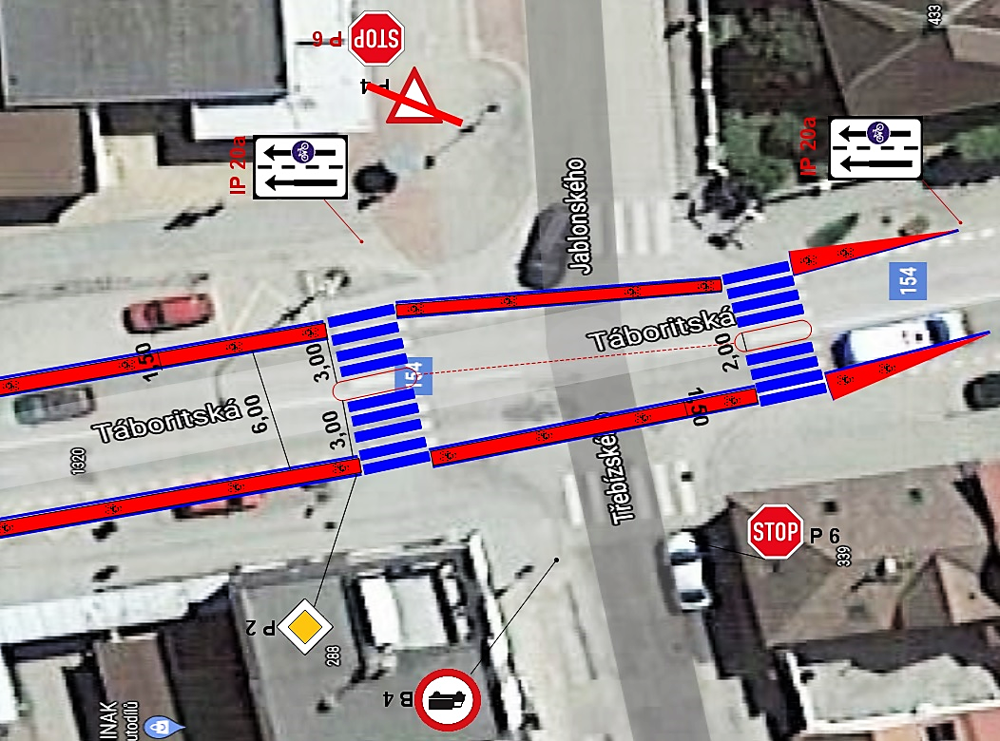 433
P 6
STOP
P 4
IP 20a
IP 20a
Jablonského
154
Táboritská
1,50
3,00
154
2,00
Táboritská
6,00
3,00
1,50
1320
Třebízského
STOP
P 6
339
P 2
288
B 4
INAK
utodílů